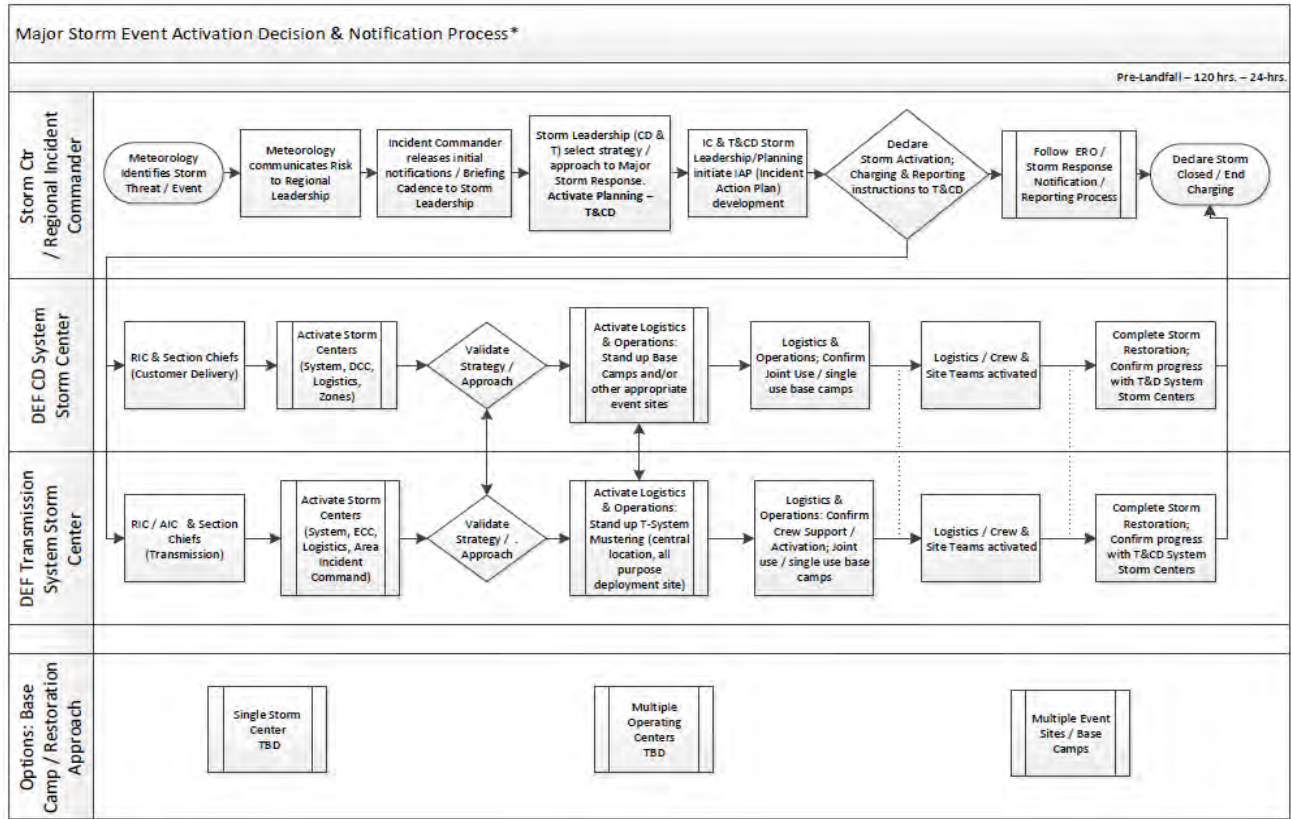 Major Storm Event Activation Decision & Notification Process*
Pre-Landfall – 120 hrs. – 24-hrs.
Storm Ctr
/ Regional Incident
Commander
Meteorology
Identifies Storm
Threat / Event
Meteorology
communicates Risk
to Regional
Leadership
Incident Commander
releases initial
notifications / Briefing
Cadence to Storm
Leadership
Storm Leadership (CD &
T) select strategy /
approach to Major
Storm Response.
Activate Planning –
T&CD
IC & T&CD Storm
Leadership/Planning
initiate IAP (Incident
Action Plan)
development
Declare
Storm Activation;
Charging & Reporting
instructions to T&CD
Follow ERO /
Storm Response
Notification /
Reporting Process
Declare Storm
Closed / End
Charging
DEF CD System
Storm Center
RIC & Section Chiefs
(Customer Delivery)
Activate Storm
Centers
(System, DCC,
Logistics,
Zones)
Validate
Strategy /
Approach
Activate Logistics
& Operations:
Stand up Base
Camps and/or
other appropriate
event sites
Logistics &
Operations; Confirm
Joint Use / single
use base camps
Logistics / Crew &
Site Teams activated
Complete Storm
Restoration;
Confirm progress
with T&D System
Storm Centers
DEF Transmission
System Storm
Center
RIC / AIC & Section
Chiefs
(Transmission)
Activate Storm
Centers
(System, ECC,
Logistics, Area
Incident Command)
Validate
Strategy / .
Approach
Activate Logistics
& Operations:
Stand up T-System
Mustering (central
location, all
purpose
deployment site)
Logistics &
Operations: Confirm
Crew Support /
Activation; Joint
use / single use base
camps
Logistics / Crew &
Site Teams activated
Complete Storm
Restoration;
Confirm progress
with T&CD System
Storm Centers
Options: Base
Camp / Restoration
Approach
Single Storm
Center
TBD
Multiple
Operating
Centers
TBD
Multiple Event
Sites / Base
Camps